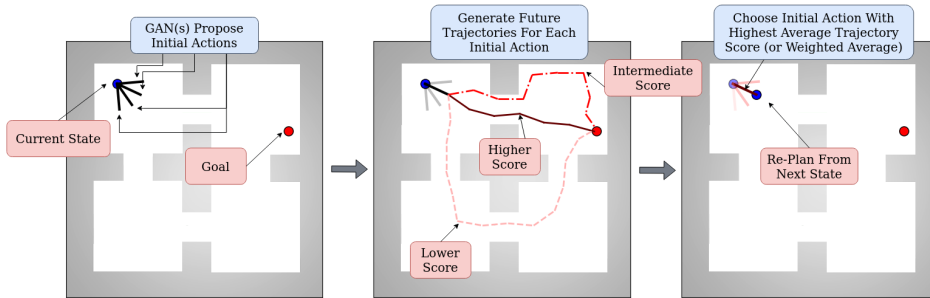 GAN(s) Propose
Initial Actions
Current State
Goal
Generate Future
Trajectories For Each
Initial Action
Intermediate
Score
Higher
Score
Lower
Score
Choose Initial Action With
Highest Average Trajectory
Score (or Weighted Average)
Re-Plan From
Next State